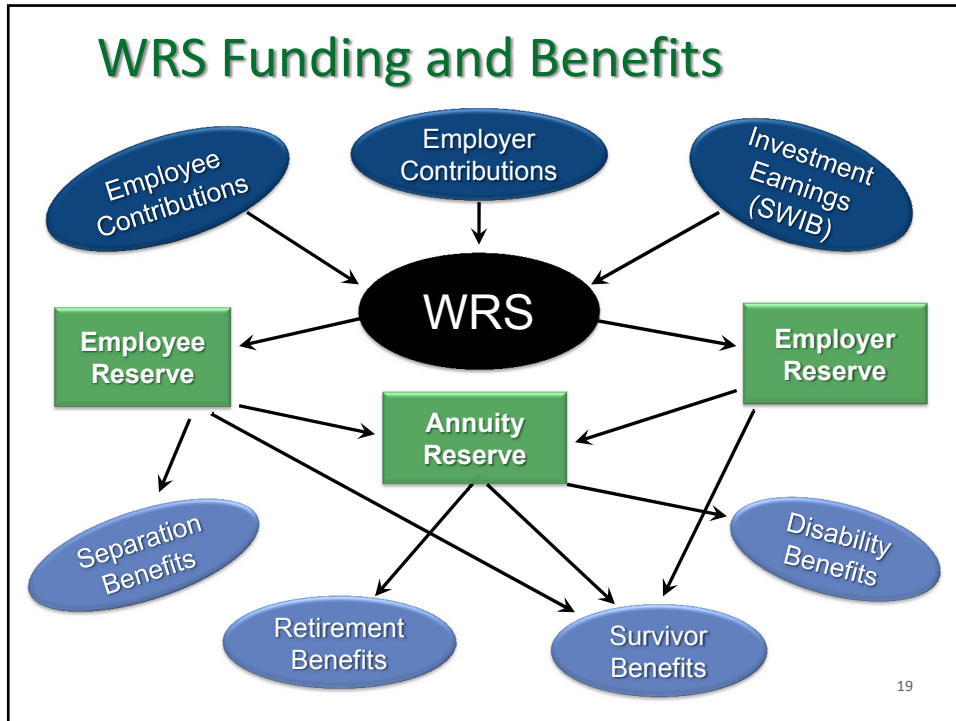 WRS Funding and Benefits
Employee
Contributions
Employer
Contributions
Investment
Earnings
(SWIB)
WRS
Employee
Reserve
Employer
Reserve
Annuity
Reserve
Separation
Benefits
Disability
Benefits
Retirement
Benefits
Survivor
Benefits
19